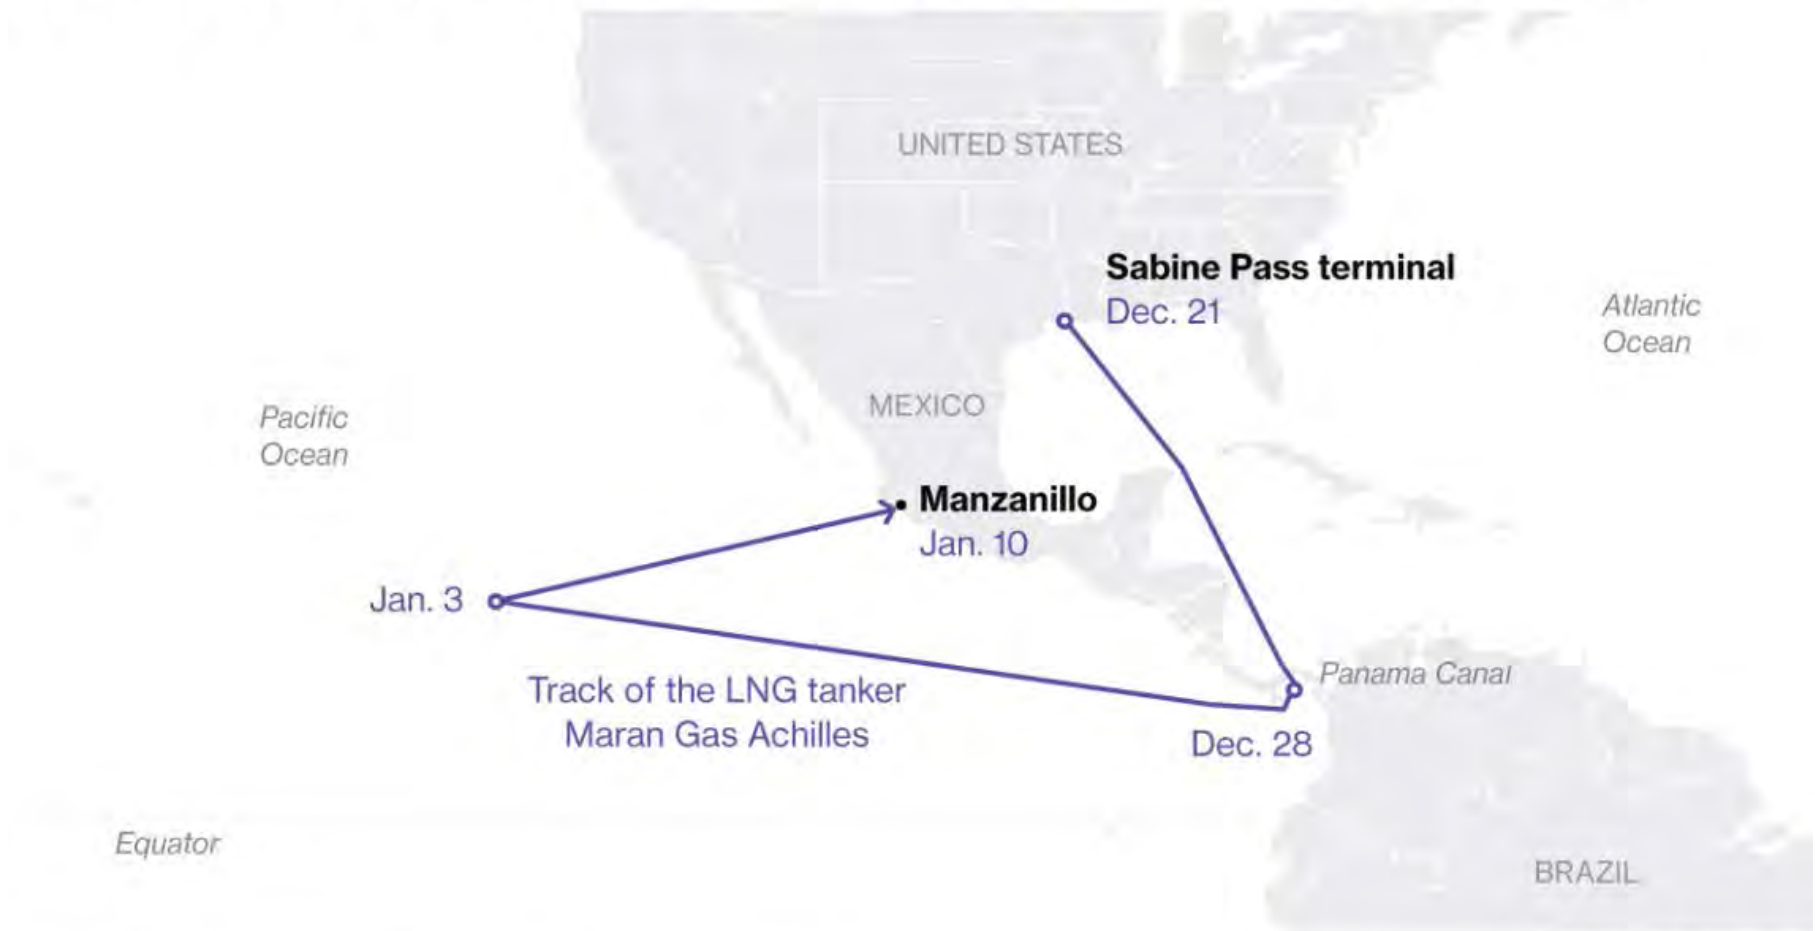 UNITED STATES
Sabine Pass terminal
Dec. 21
Atlantic
Ocean
MEXICO
Pacific
Ocean
Manzanillo
Jan. 10
Jan. 3
Panama Canal
Track of the LNG tanker
Maran Gas Achilles
Dec. 28
Equator
BRAZIL